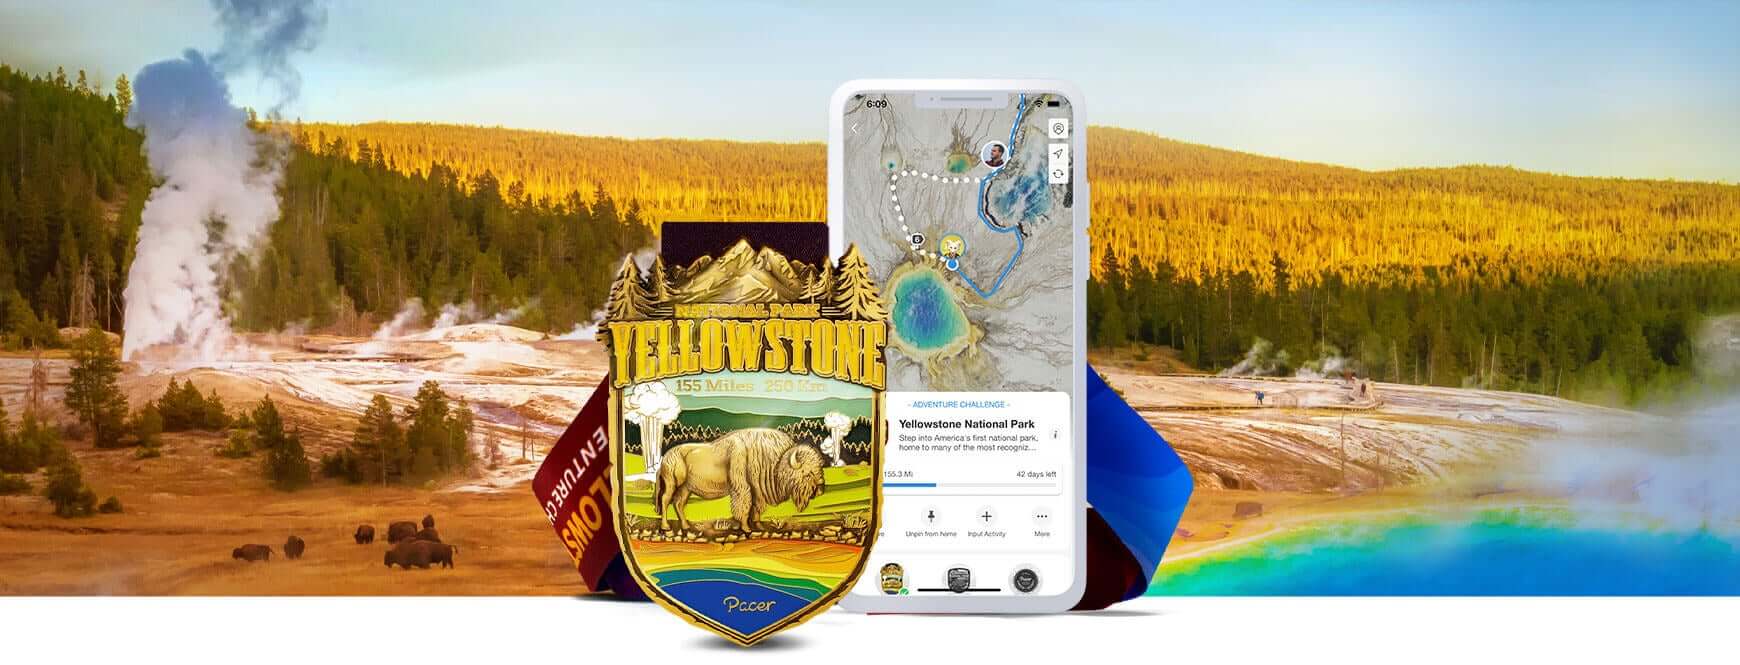 NATIONAL PARK
YELLOWSTONE
155 Miles 250 Km
Pacer
6:09
6
- ADVENTURE CHALLENGE -
Yellowstone National Park
Step into America's first national park,
home to many of the most recogniz...
155.3 Mi
42 days left
Unpin from home
Input Activity
More